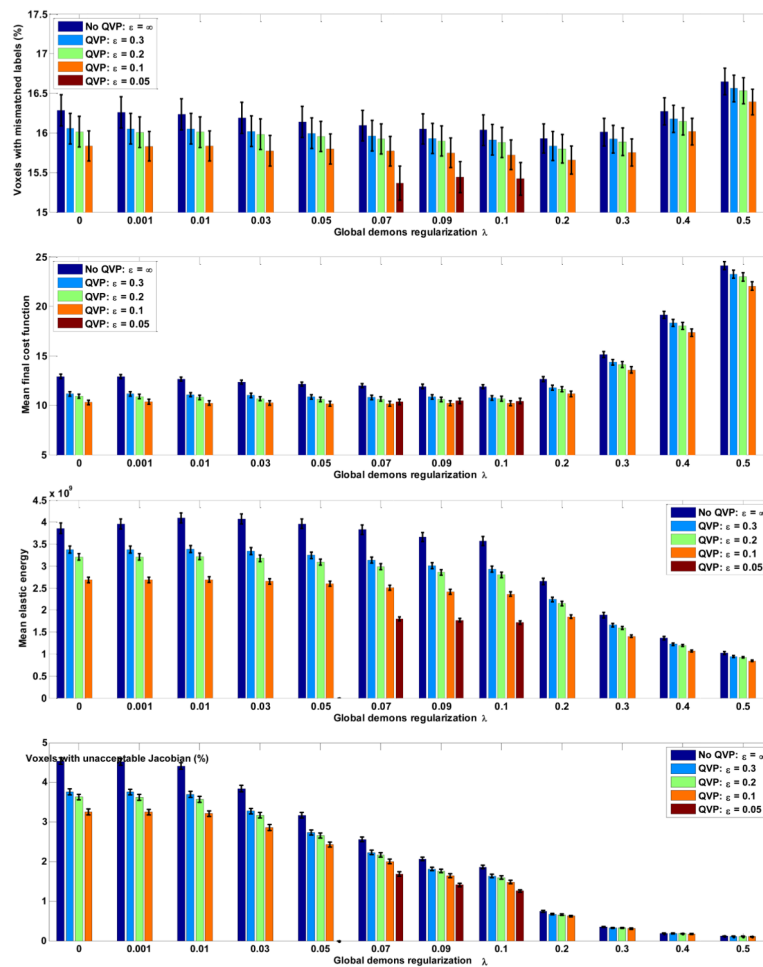 17.5
17
16.5
16
15.5
15
Voxels with mismatched labels (%)
No QVP: ε = ∞
QVP: ε = 0.3
QVP: ε = 0.2
QVP: ε = 0.1
QVP: ε = 0.05
0 0.001 0.01 0.03 0.05 0.07 0.09 0.1 0.2 0.3 0.4 0.5
Global demons regularization λ
25
20
15
10
5
Mean final cost function
No QVP: ε = ∞
QVP: ε = 0.3
QVP: ε = 0.2
QVP: ε = 0.1
QVP: ε = 0.05
0 0.001 0.01 0.03 0.05 0.07 0.09 0.1 0.2 0.3 0.4 0.5
Global demons regularization λ
x 10⁹
4.5
4
3.5
3
2.5
2
1.5
1
0.5
0
Mean elastic energy
No QVP: ε = ∞
QVP: ε = 0.3
QVP: ε = 0.2
QVP: ε = 0.1
QVP: ε = 0.05
0 0.001 0.01 0.03 0.05 0.07 0.09 0.1 0.2 0.3 0.4 0.5
Global demons regularization λ
5
4
3
2
1
0
Voxels with unacceptable Jacobian (%)
No QVP: ε = ∞
QVP: ε = 0.3
QVP: ε = 0.2
QVP: ε = 0.1
QVP: ε = 0.05
0 0.001 0.01 0.03 0.05 0.07 0.09 0.1 0.2 0.3 0.4 0.5
Global demons regularization λ